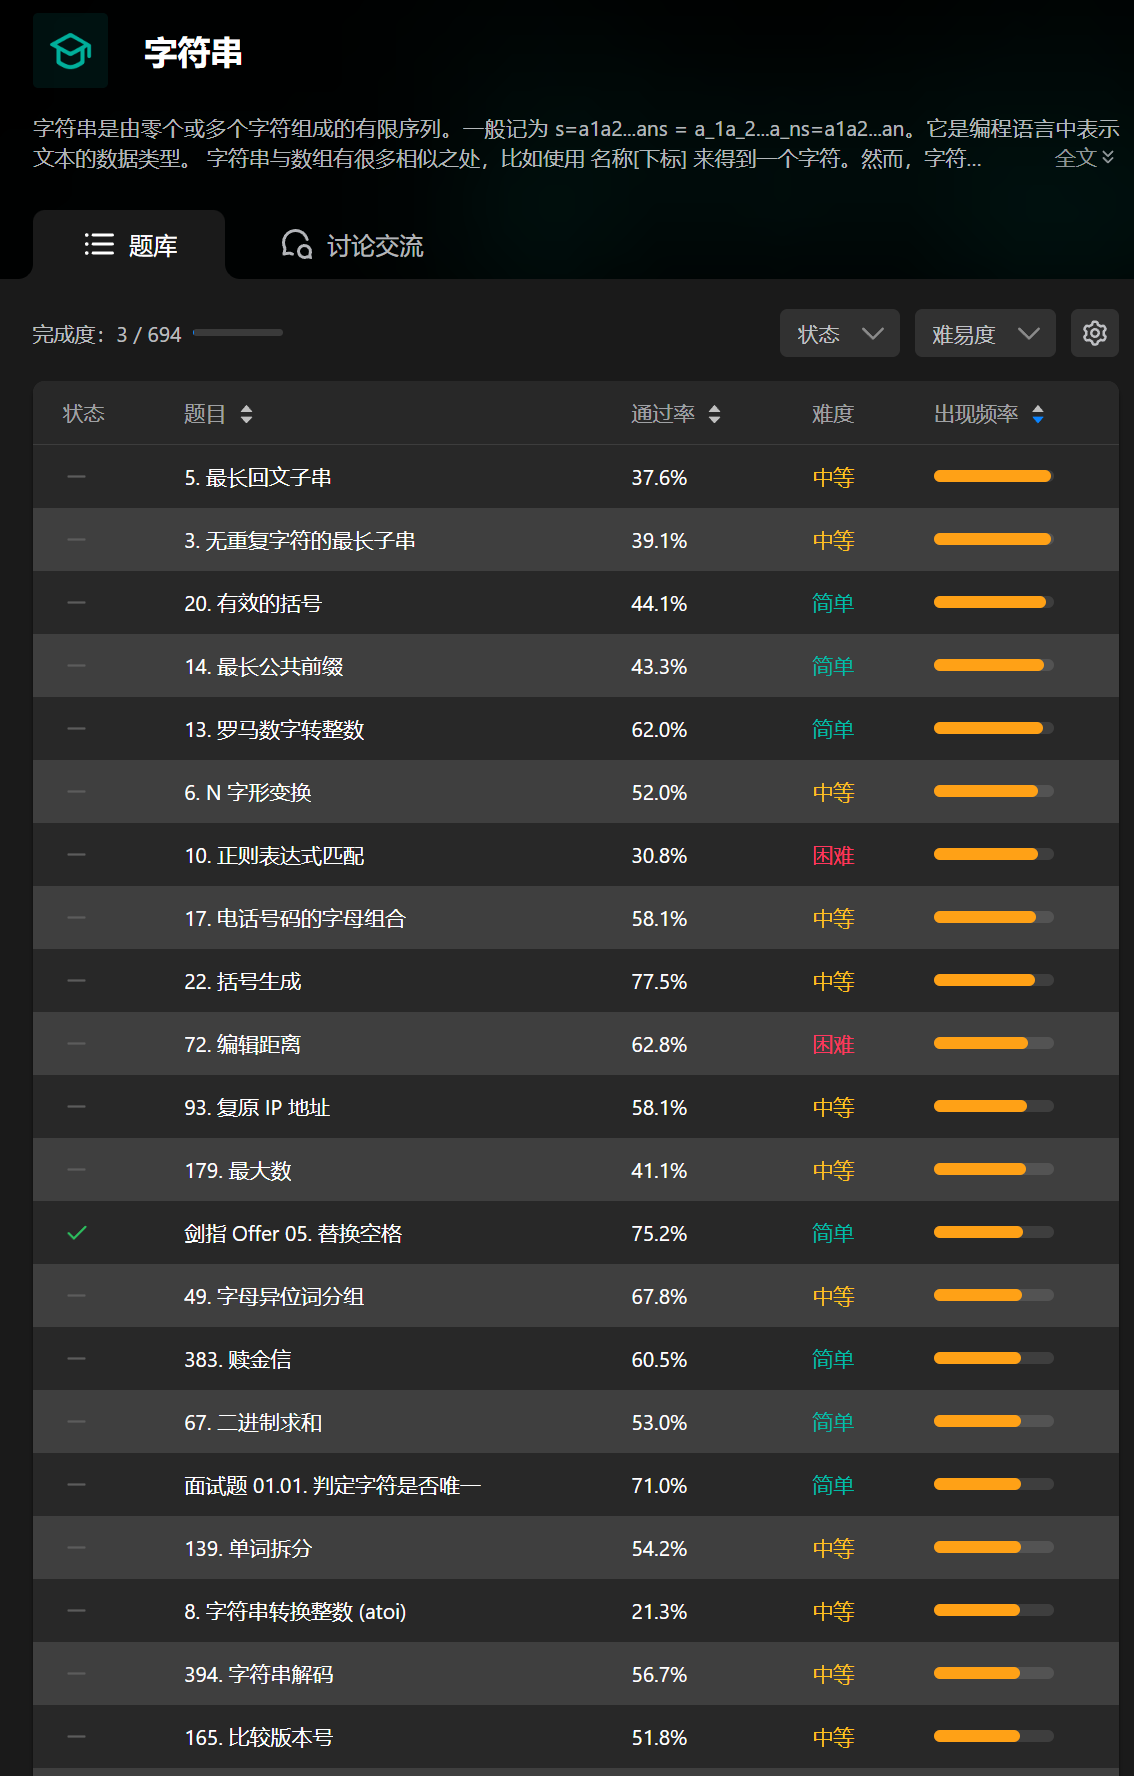 字符串
字符串是由零个或多个字符组成的有限序列。一般记为 s=a1a2...ans = a_1a_2...a_ns=a1a2...an。它是编程语言中表示
文本的数据类型。 字符串与数组有很多相似之处，比如使用 名称[下标] 来得到一个字符。然而，字符... 全文
题库 讨论交流
完成度：3 / 694 状态 难易度
状态 题目 通过率 难度 出现频率
5. 最长回文子串 37.6% 中等
3. 无重复字符的最长子串 39.1% 中等
20. 有效的括号 44.1% 简单
14. 最长公共前缀 43.3% 简单
13. 罗马数字转整数 62.0% 简单
6. N 字形变换 52.0% 中等
10. 正则表达式匹配 30.8% 困难
17. 电话号码的字母组合 58.1% 中等
22. 括号生成 77.5% 中等
72. 编辑距离 62.8% 困难
93. 复原 IP 地址 58.1% 中等
179. 最大数 41.1% 中等
剑指 Offer 05. 替换空格 75.2% 简单
49. 字母异位词分组 67.8% 中等
383. 赎金信 60.5% 简单
67. 二进制求和 53.0% 简单
面试题 01.01. 判定字符是否唯一 71.0% 简单
139. 单词拆分 54.2% 中等
8. 字符串转换整数 (atoi) 21.3% 中等
394. 字符串解码 56.7% 中等
165. 比较版本号 51.8% 中等